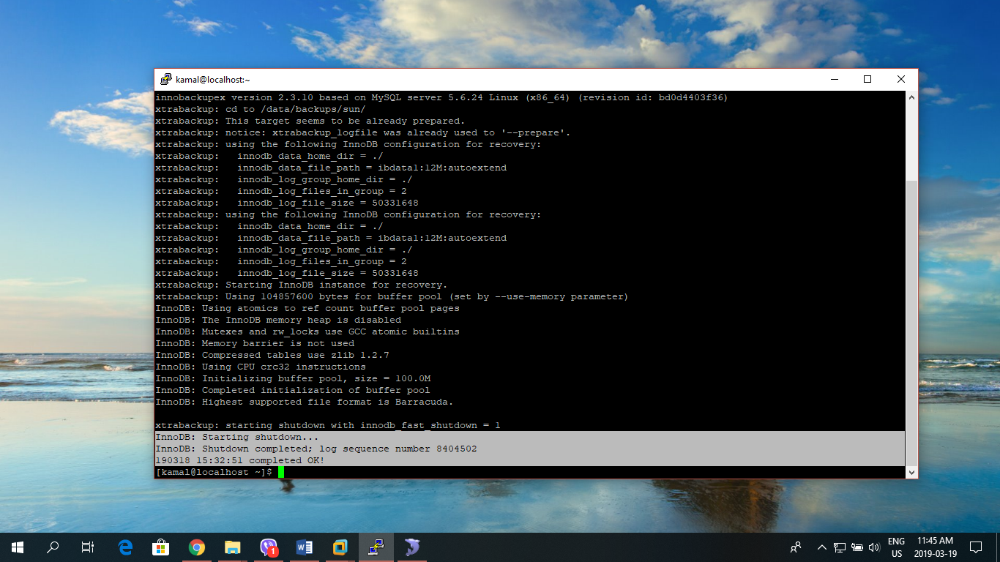 kamal@localhost:~
innobackupex version 2.3.10 based on MySQL server 5.6.24 Linux (x86_64) (revision id: bd0d4403f36)
xtrabackup: cd to /data/backups/sun/
xtrabackup: This target seems to be already prepared.
xtrabackup: notice: xtrabackup_logfile was already used to '--prepare'.
xtrabackup: using the following InnoDB configuration for recovery:
xtrabackup:   innodb_data_home_dir = ./
xtrabackup:   innodb_data_file_path = ibdata1:12M:autoextend
xtrabackup:   innodb_log_group_home_dir = ./
xtrabackup:   innodb_log_files_in_group = 2
xtrabackup:   innodb_log_file_size = 50331648
xtrabackup: using the following InnoDB configuration for recovery:
xtrabackup:   innodb_data_home_dir = ./
xtrabackup:   innodb_data_file_path = ibdata1:12M:autoextend
xtrabackup:   innodb_log_group_home_dir = ./
xtrabackup:   innodb_log_files_in_group = 2
xtrabackup:   innodb_log_file_size = 50331648
xtrabackup: Starting InnoDB instance for recovery.
xtrabackup: Using 104857600 bytes for buffer pool (set by --use-memory parameter)
InnoDB: Using atomics to ref count buffer pool pages
InnoDB: The InnoDB memory heap is disabled
InnoDB: Mutexes and rw_locks use GCC atomic builtins
InnoDB: Memory barrier is not used
InnoDB: Compressed tables use zlib 1.2.7
InnoDB: Using CPU crc32 instructions
InnoDB: Initializing buffer pool, size = 100.0M
InnoDB: Completed initialization of buffer pool
InnoDB: Highest supported file format is Barracuda.
xtrabackup: starting shutdown with innodb_fast_shutdown = 1
InnoDB: Starting shutdown...
InnoDB: Shutdown completed; log sequence number 8404502
190318 15:32:51 completed OK!
[kamal@localhost ~]$
1
W
ENG
US
11:45 AM
2019-03-19